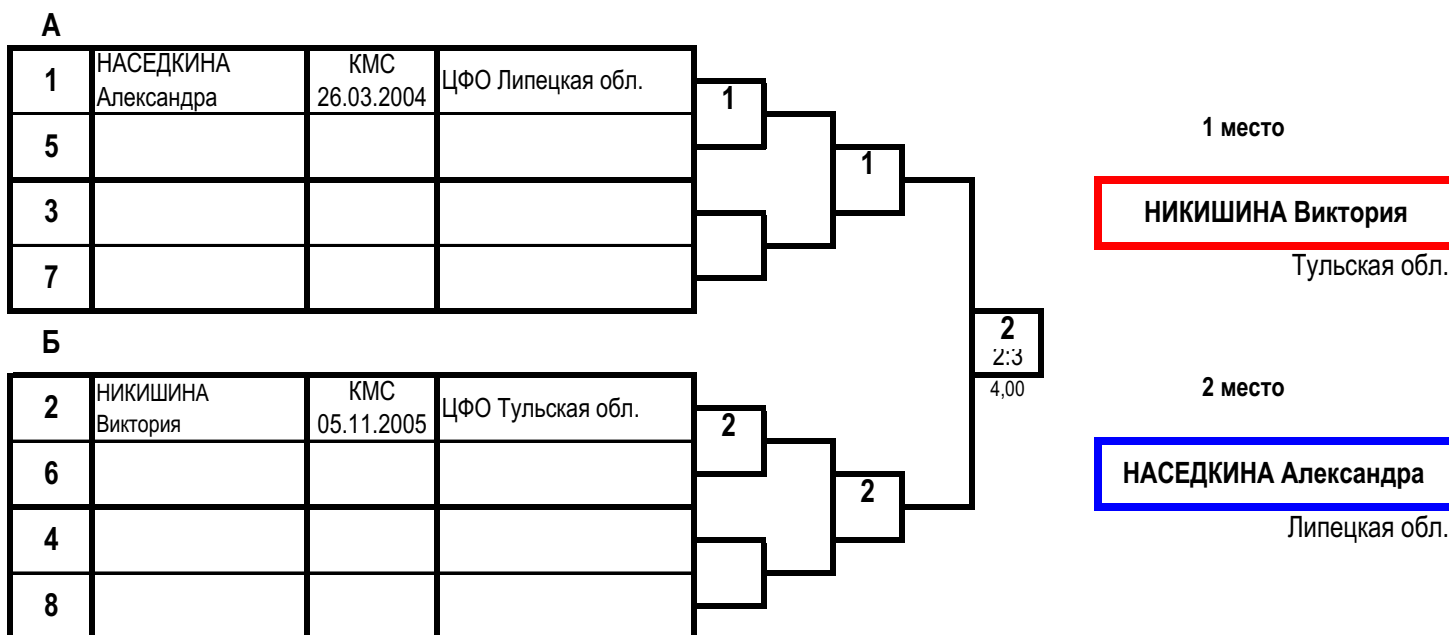 А
1 НАСЕДКИНА Александра КМС 26.03.2004 ЦФО Липецкая обл.
5
3
7
1
1
Б
2 НИКИШИНА Виктория КМС 05.11.2005 ЦФО Тульская обл.
6
4
8
2
2
2
2:3
4,00
1 место
НИКИШИНА Виктория
Тульская обл.
2 место
НАСЕДКИНА Александра
Липецкая обл.